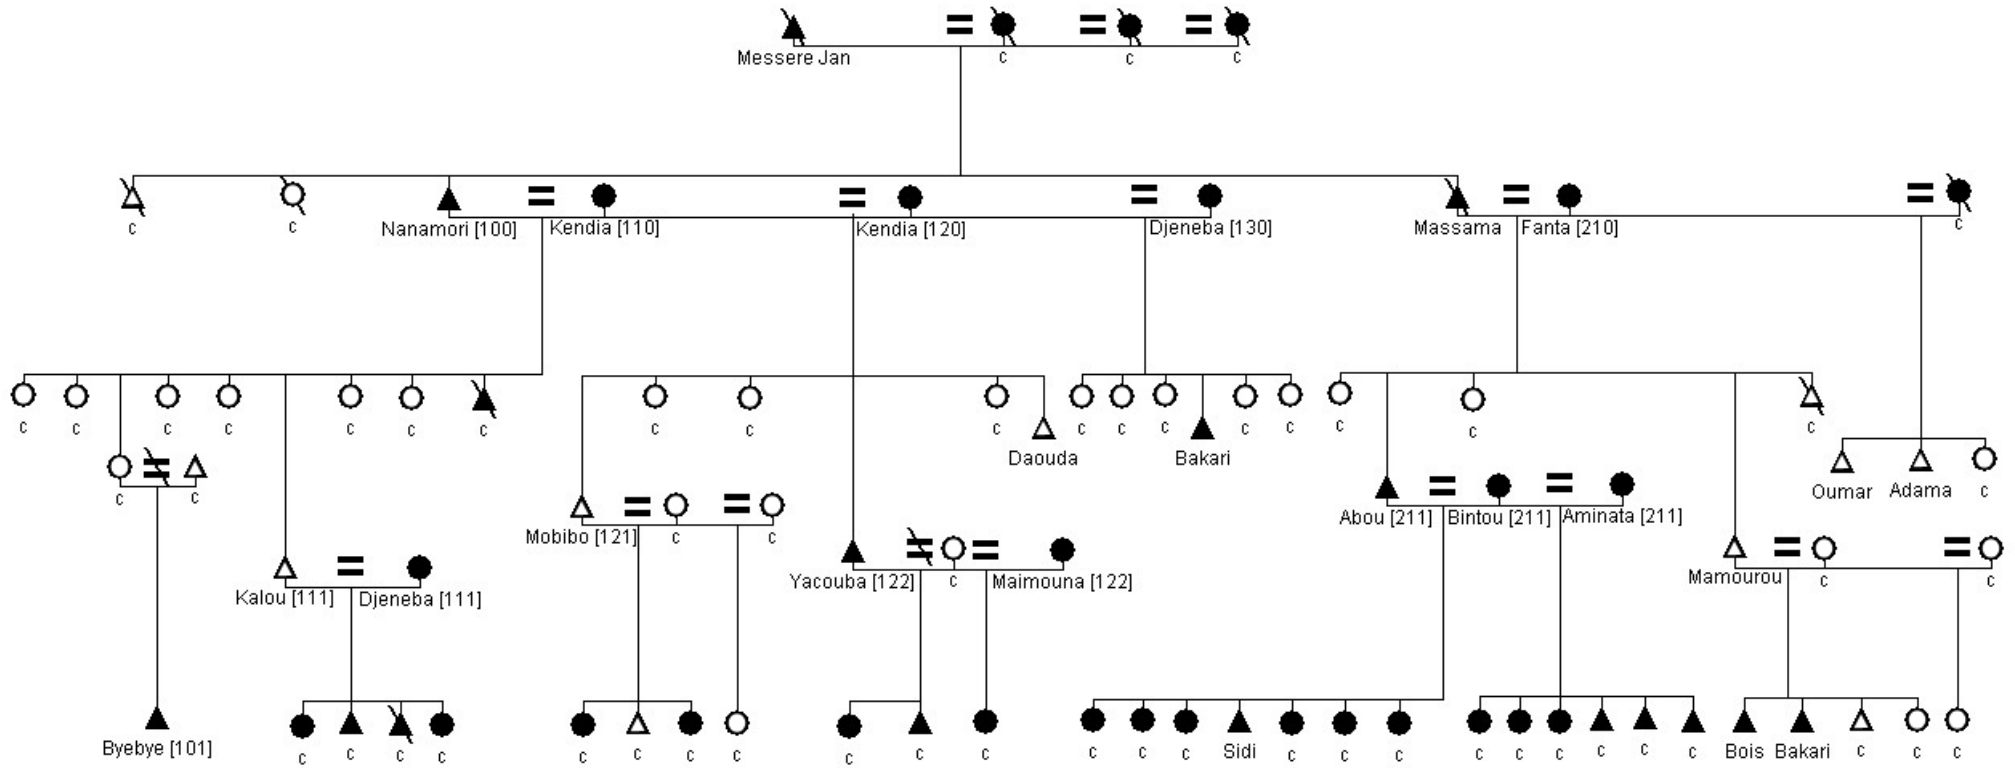 Messere Jan c c c
c c Nanamori [100] Kendia [110] Kendia [120] Djeneba [130] Massama Fanta [210] c
c c c c c c c c c c c c c c c c c c
Daouda Bakari
c c Oumar Adama c
Abou [211] Bintou [211] Aminata [211]
Mobibo [121] c c
Yacouba [122] c Maimouna [122] Mamourou c c
Kalou [111] Djeneba [111]
Byebye [101] c c c c c c c c c c c c c c Sidi c c c c c c c c c Bois Bakari c c c